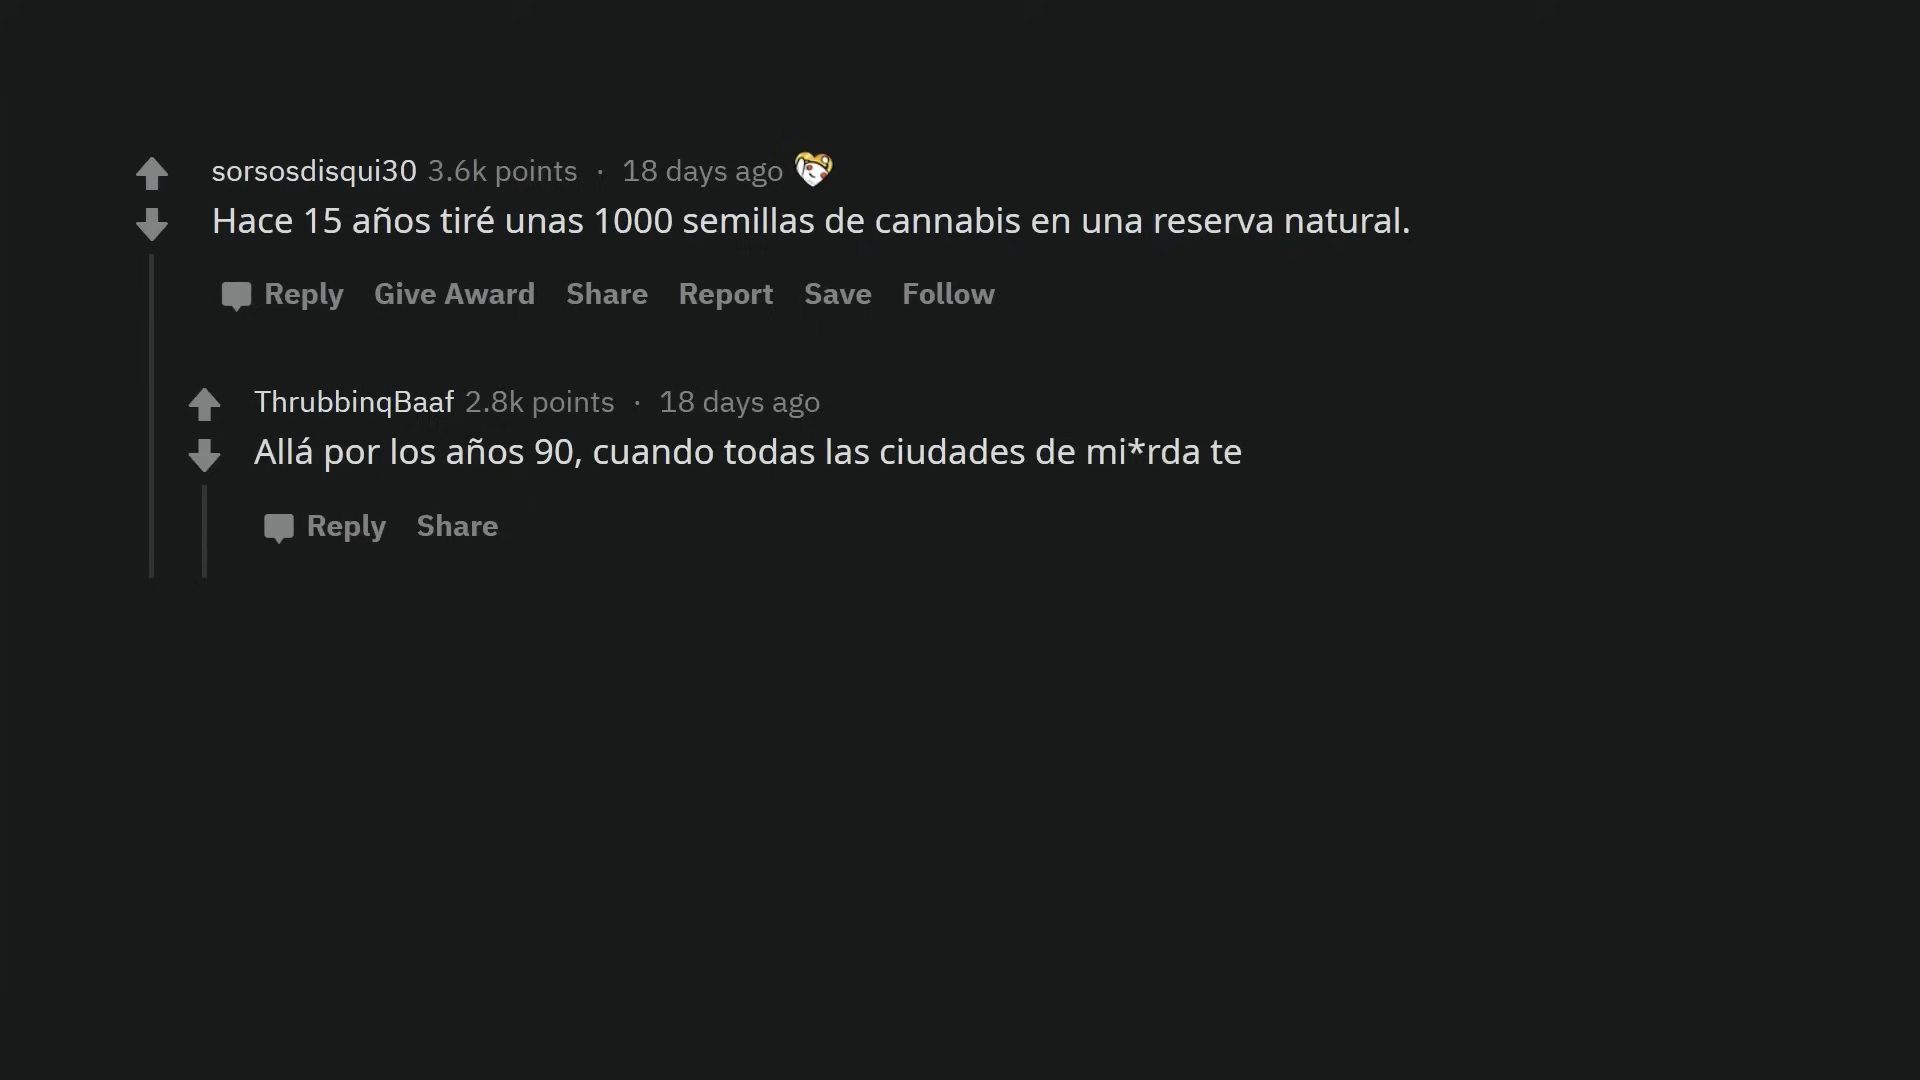 sorsosdisqui30 3.6k points · 18 days ago
Hace 15 años tiré unas 1000 semillas de cannabis en una reserva natural.
Reply Give Award Share Report Save Follow
ThrubbinqBaaf 2.8k points · 18 days ago
Allá por los años 90, cuando todas las ciudades de mi*rda te
Reply Share